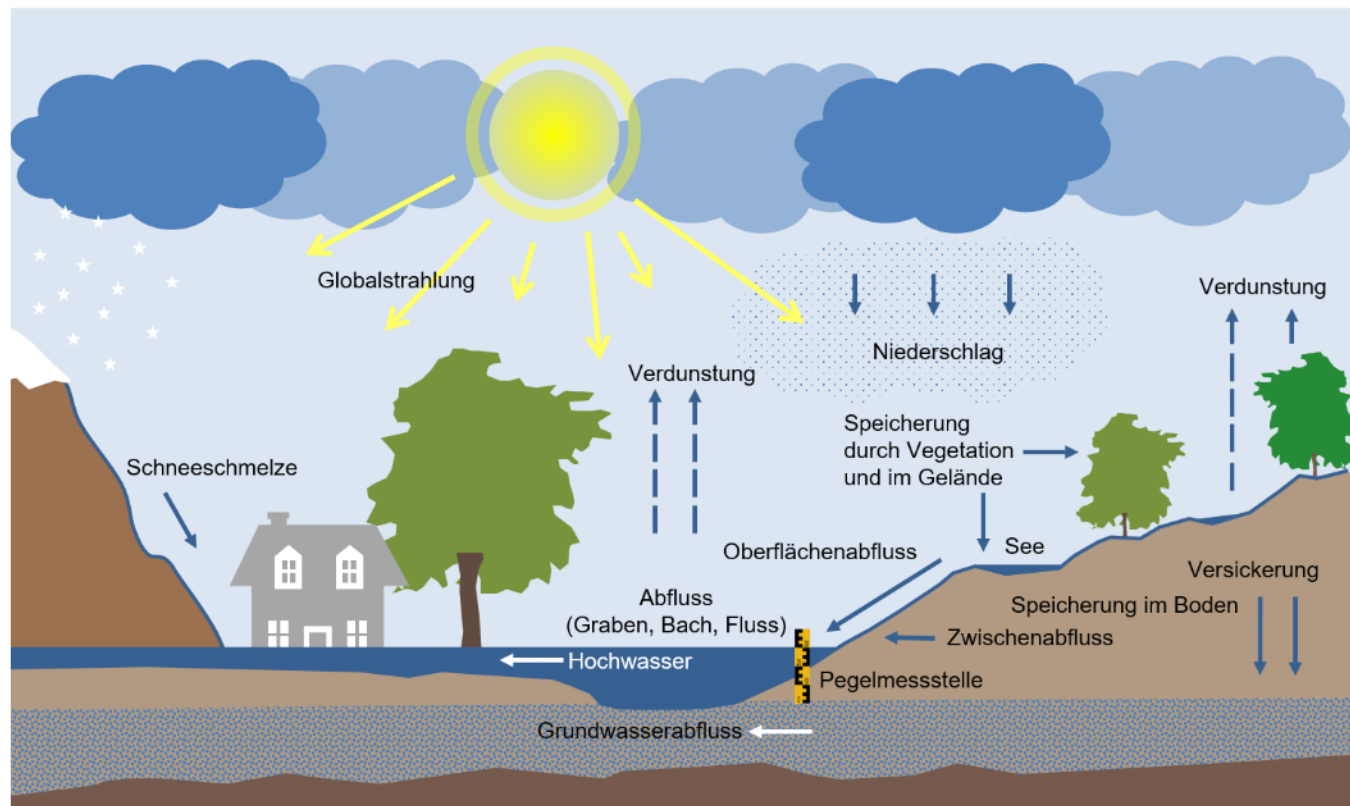 Globalstrahlung
Verdunstung
Niederschlag
Verdunstung
Speicherung
durch Vegetation
und im Gelände
Schneeschmelze
Oberflächenabfluss
See
Versickerung
Abfluss
(Graben, Bach, Fluss)
Speicherung im Boden
Zwischenabfluss
Hochwasser
Pegelmessstelle
Grundwasserabfluss